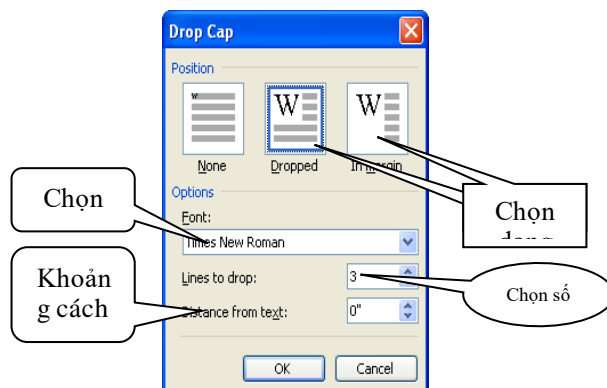 Drop Cap
Position
W W W
None Dropped In margin
Options
Font:
Times New Roman
Lines to drop: 3
Distance from text: 0"
OK Cancel
Chọn
Khoản
g cách
Chọn
Chọn số